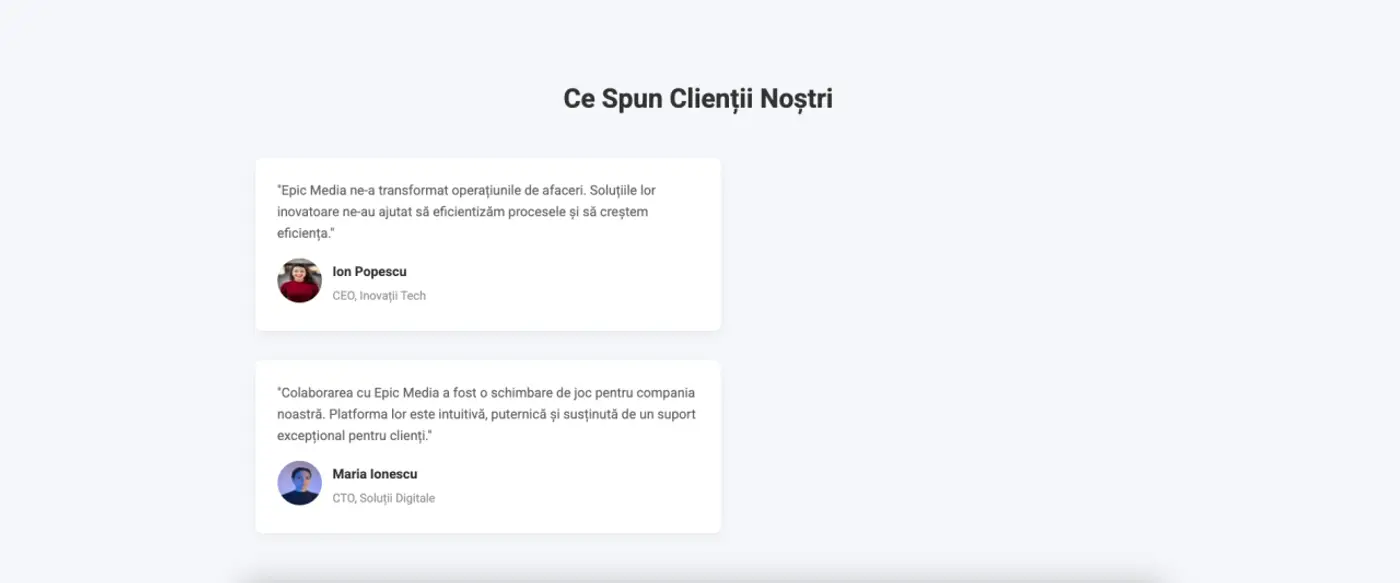 Ce Spun Clienții Noștri
"Epic Media ne-a transformat operațiunile de afaceri. Soluțiile lor
inovatoare ne-au ajutat să eficientizăm procesele și să creștem
eficiența."
Ion Popescu
CEO, Inovații Tech
"Colaborarea cu Epic Media a fost o schimbare de joc pentru compania
noastră. Platforma lor este intuitivă, puternică și susținută de un suport
excepțional pentru clienți."
Maria Ionescu
CTO, Soluții Digitale